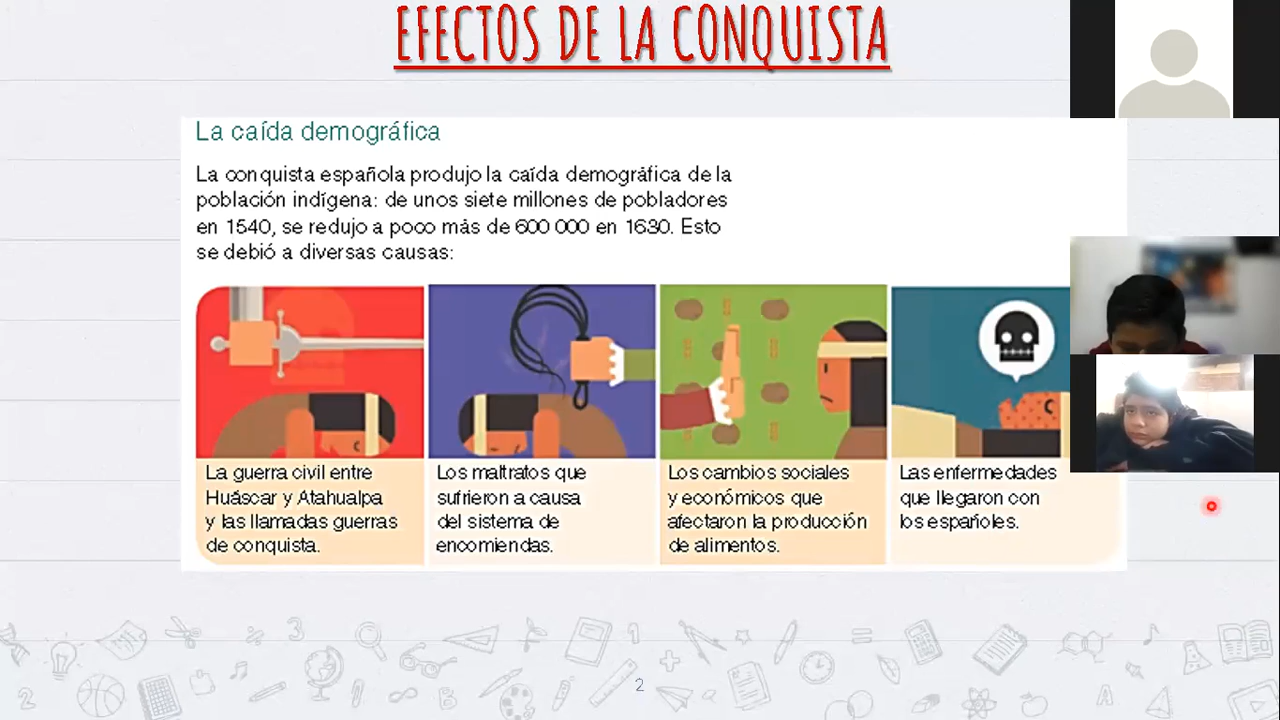 EFECTOS DE LA CONQUISTA
La caída demográfica
La conquista española produjo la caída demográfica de la
población indígena: de unos siete millones de pobladores
en 1540, se redujo a poco más de 600 000 en 1630. Esto
se debió a diversas causas:
La guerra civil entre
Huáscar y Atahualpa
y las llamadas guerras
de conquista.
Los maltratos que
sufrieron a causa
del sistema de
encomiendas.
Los cambios sociales
y económicos que
afectaron la producción
de alimentos.
Las enfermedades
que llegaron con
los españoles.
2